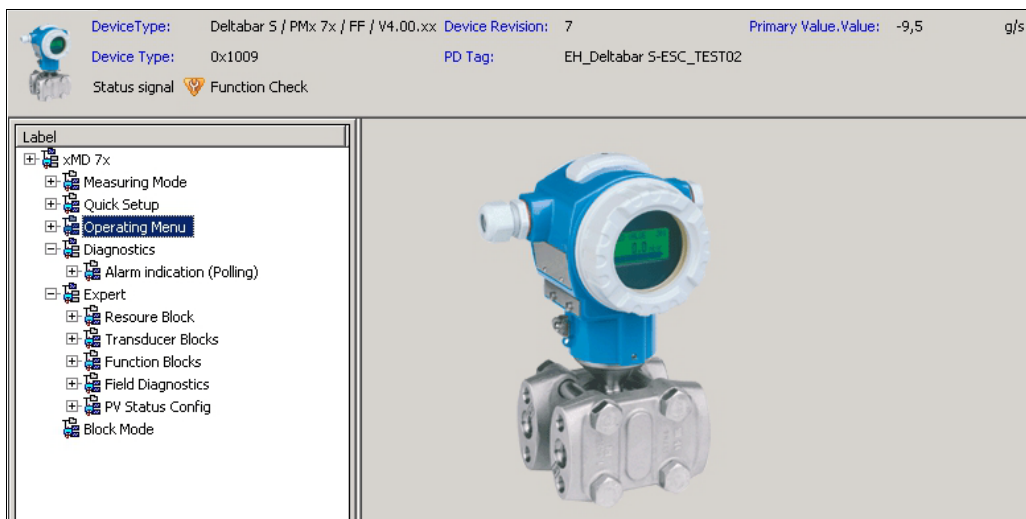 DeviceType: Deltabar S / PMx 7x / FF / V4.00.xx Device Revision: 7 Primary Value.Value: -9,5 g/s
Device Type: 0x1009 PD Tag: EH_Deltabar S-ESC_TEST02
Status signal Function Check
Label
xMD 7x
Measuring Mode
Quick Setup
Operating Menu
Diagnostics
Alarm indication (Polling)
Expert
Resoure Block
Transducer Blocks
Function Blocks
Field Diagnostics
PV Status Config
Block Mode